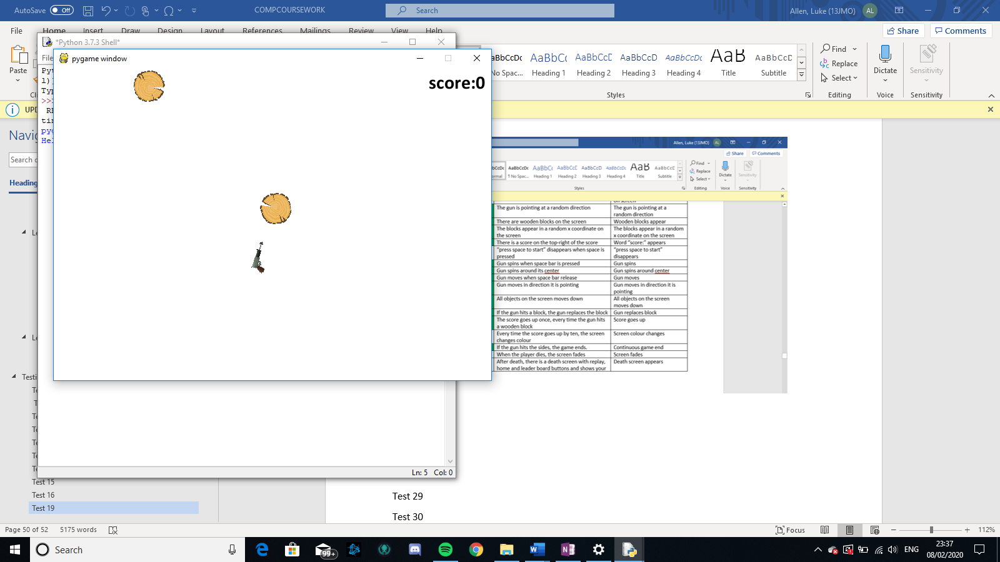 AutoSave Off COMPCOURSEWORK Search Allen, Luke (13JMO) AL
File Home Insert Draw Design Layout References Mailings Review View Help Share Comments
*Python 3.7.3 Shell*
File
pygame window
score:0
Paste
AaBbCcDc AaBbCc AaBbCcD AaBbCcDc AaBbCcDc AaB AaBbCcD
No Spac... Heading 1 Heading 2 Heading 3 Heading 4 Title Subtitle
Styles
Find
Replace
Select
Editing
Dictate
Voice
Sensitivity
Sensitivity
Search
Heading
Testi
Test 15
Test 16
Test 19
Ln: 5 Col: 0
Allen, Luke (13JMO) AL
Share Comments
AaBbCcDc AaBbCc AaBbCcD AaBbCcD AaBbCcDc AaB AaBbCcD
No Spac... Heading 1 Heading 2 Heading 3 Heading 4 Title Subtitle
Styles
Find
Replace
Select
Editing
Dictate
Voice
Sensitivity
Sensitivity
on screen
The gun is pointing at a random direction The gun is pointing at a
random direction
There are wooden blocks on the screen Wooden blocks appear
The blocks appear in a random x coordinate on The blocks appear in a random
the screen x coordinate on the screen
There is a score on the top-right of the score Word “score:” appears
“press space to start” disappears when space is “press space to start”
pressed disappears
Gun spins when space bar is pressed Gun spins
Gun spins around its center Gun spins around center
Gun moves when space bar release Gun moves
Gun moves in direction it is pointing Gun moves in direction it is
pointing
All objects on the screen moves down All objects on the screen
moves down
If the gun hits a block, the gun replaces the block Gun replaces block
The score goes up once, every time the gun hits Score goes up
a wooden block
Every time the score goes up by ten, the screen Screen colour changes
changes colour
If the gun hits the sides, the game ends. Continuous game end
When the player dies, the screen fades Screen fades
After death, there is a death screen with replay, Death screen appears
home and leader board buttons and shows your
Test 29
Test 30
Page 50 of 52 5175 words Focus 112%
Search 99+ ENG 23:37
08/02/2020